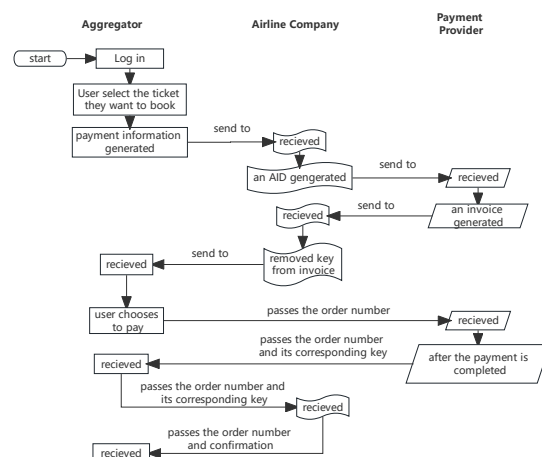 Aggregator
Airline Company
Payment
Provider
start
Log in
User select the ticket
they want to book
payment information
generated
send to
recieved
an AID gengerated
send to
recieved
an invoice
generated
send to
recieved
removed key
from invoice
send to
recieved
user chooses
to pay
passes the order number
recieved
after the payment is
completed
passes the order number
and its corresponding key
recieved
passes the order number and
its corresponding key
recieved
passes the order number
and confirmation
recieved